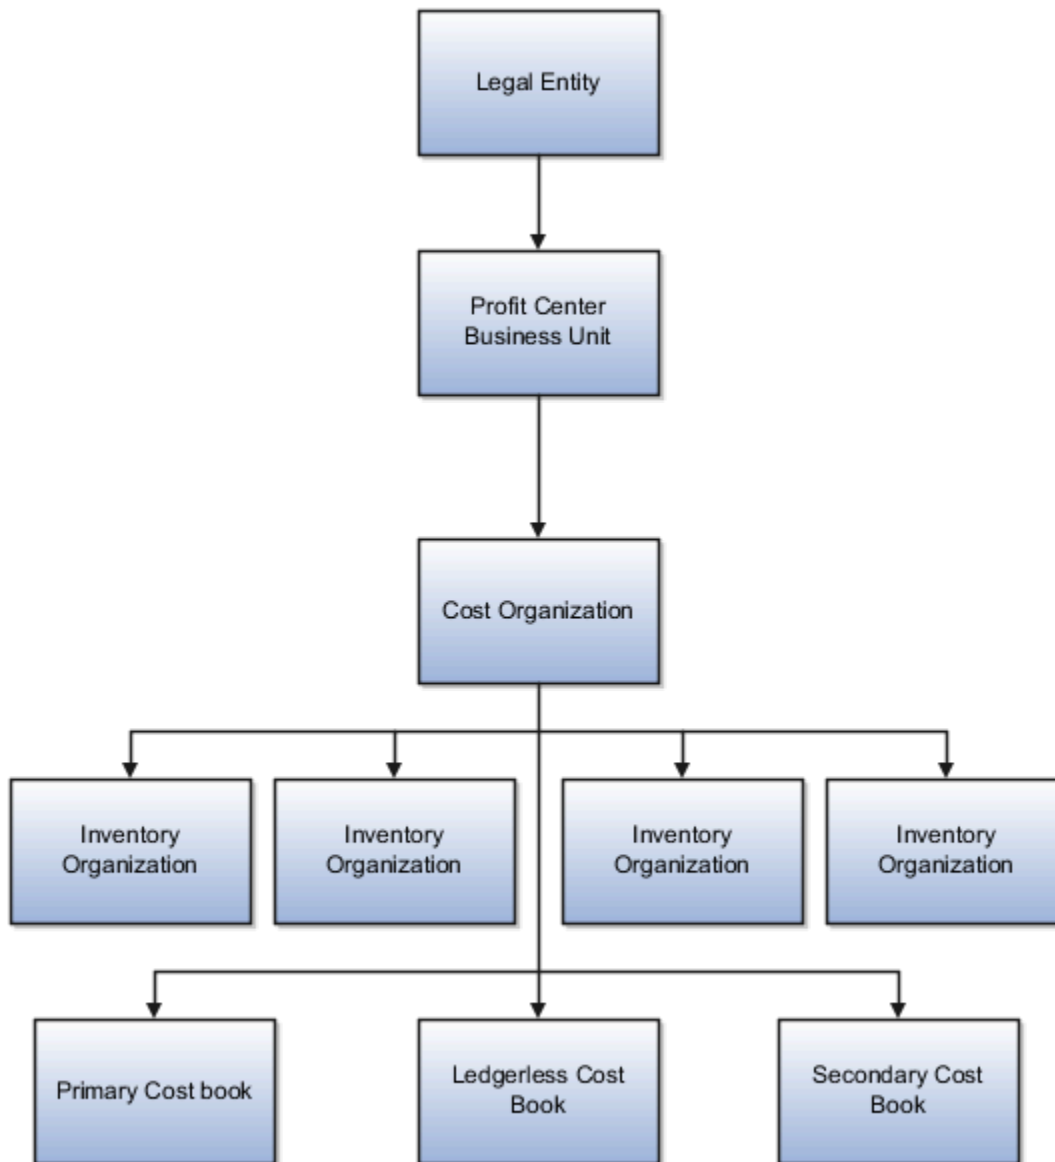 Legal Entity
Profit Center
Business Unit
Cost Organization
Inventory
Organization
Inventory
Organization
Inventory
Organization
Inventory
Organization
Primary Cost book
Ledgerless Cost
Book
Secondary Cost
Book